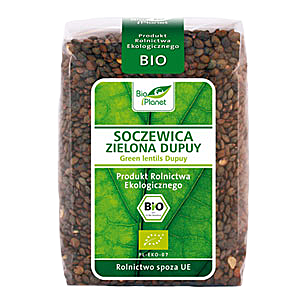 Produkt
Rolnictwa
Ekologicznego
BIO
Bio
Planet
SOCZEWICA
ZIELONA DUPUY
Green lentils Dupuy
Produkt Rolnictwa
Ekologicznego
BIO
PL-EKO-07
Rolnictwo spoza UE